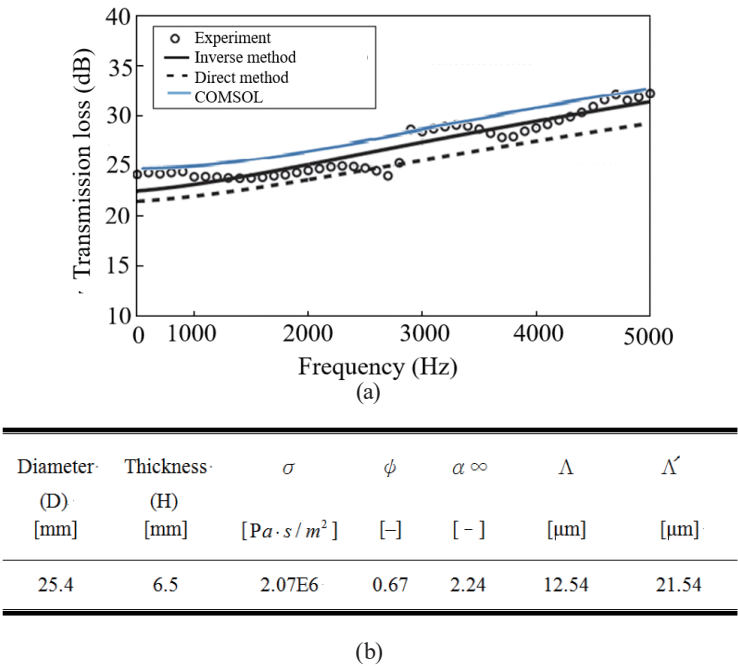 (a)
40
35
30
25
20
15
10
Transmission loss (dB)
Experiment
Inverse method
Direct method
COMSOL
0 1000 2000 3000 4000 5000
Frequency (Hz)
(a)
Diameter Thickness σ ϕ α∞ Λ Λ´
(D) (H)
[mm] [mm] [Pa·s/m²] [–] [-] [μm] [μm]
25.4 6.5 2.07E6 0.67 2.24 12.54 21.54
(b)